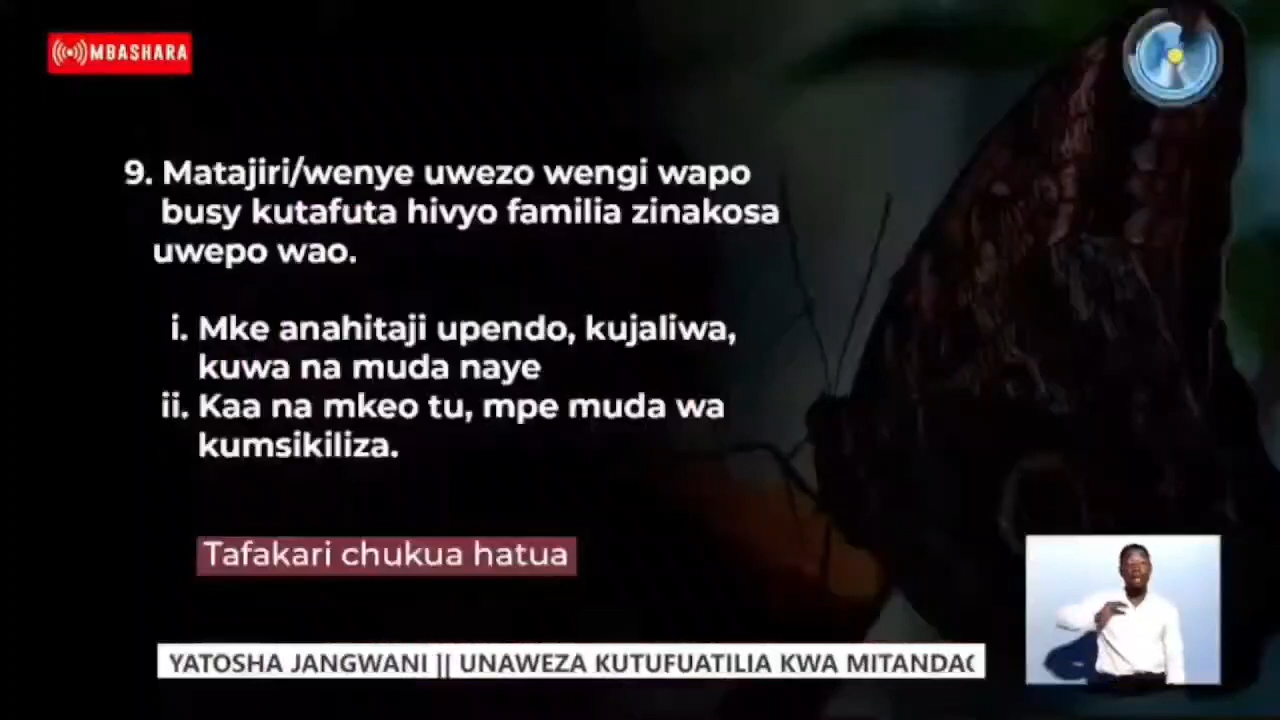 MBASHARA
9. Matajiri/wenye uwezo wengi wapo
busy kutafuta hivyo familia zinakosa
uwepo wao.
i. Mke anahitaji upendo, kujaliwa,
kuwa na muda naye
ii. Kaa na mkeo tu, mpe muda wa
kumsikiliza.
Tafakari chukua hatua
YATOSHA JANGWANI || UNAWEZA KUTUFUATILIA KWA